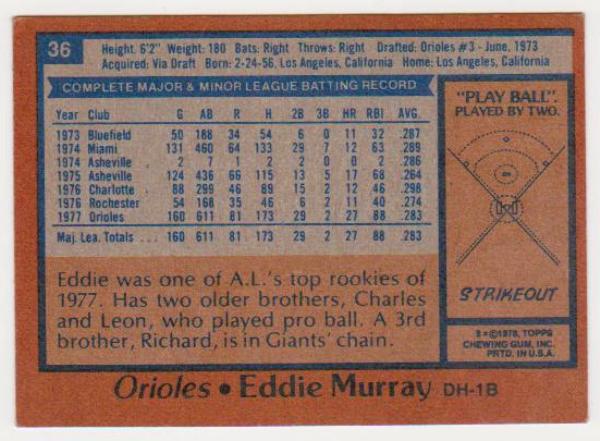 36
Height: 6'2" Weight: 180 Bats: Right Throws: Right Drafted: Orioles #3 - June, 1973
Acquired: Via Draft Born: 2-24-56, Los Angeles, California Home: Los Angeles, California
COMPLETE MAJOR & MINOR LEAGUE BATTING RECORD
Year Club G AB R H 2B 3B HR RBI AVG.
1973 Bluefield 50 188 34 54 6 0 11 32 .287
1974 Miami 131 460 64 133 29 7 12 63 .289
1974 Asheville 2 7 1 2 0 0 0 2 .286
1975 Asheville 124 436 66 115 13 5 17 68 .264
1976 Charlotte 88 299 46 89 15 2 12 46 .298
1976 Rochester 54 168 35 46 6 2 11 40 .274
1977 Orioles 160 611 81 173 29 2 27 88 .283
Maj. Lea. Totals ... 160 611 81 173 29 2 27 88 .283
Eddie was one of A.L.'s top rookies of
1977. Has two older brothers, Charles
and Leon, who played pro ball. A 3rd
brother, Richard, is in Giants' chain.
"PLAY BALL".
PLAYED BY TWO.
STRIKEOUT
©1978, TOPPS
CHEWING GUM, INC.
PRTD. IN U.S.A.
Orioles • Eddie Murray DH-1B